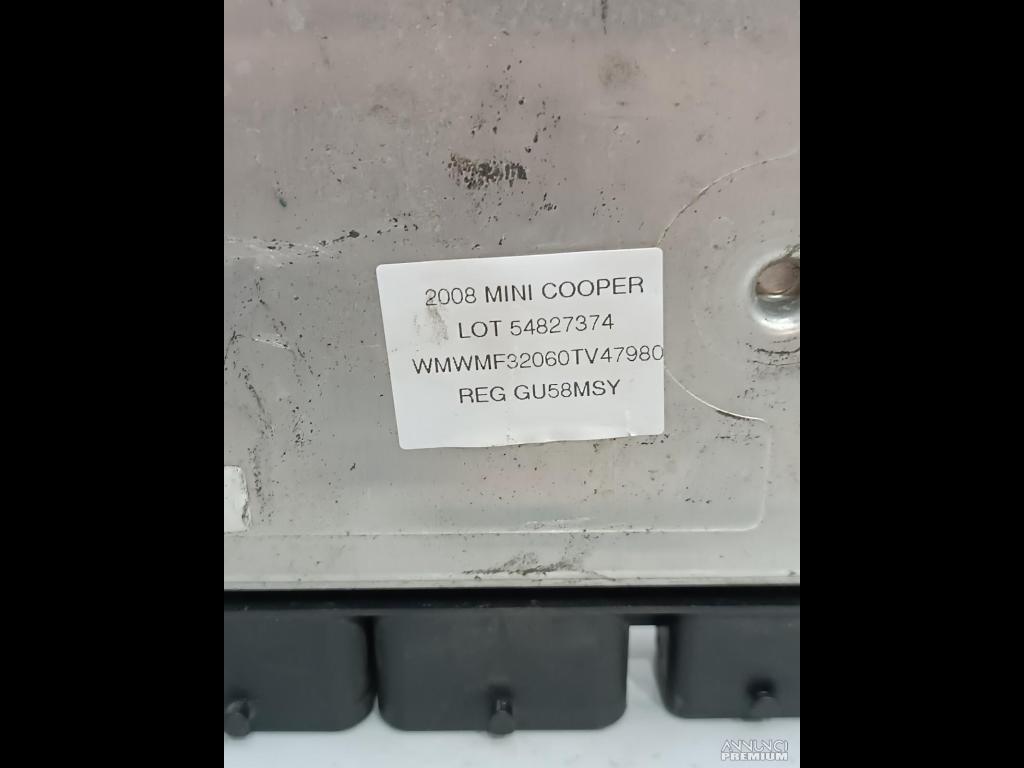 2008 MINI COOPER
LOT 54827374
WMWMF32060TV47980
REG GU58MSY
ANNUNCI
PREMIUM